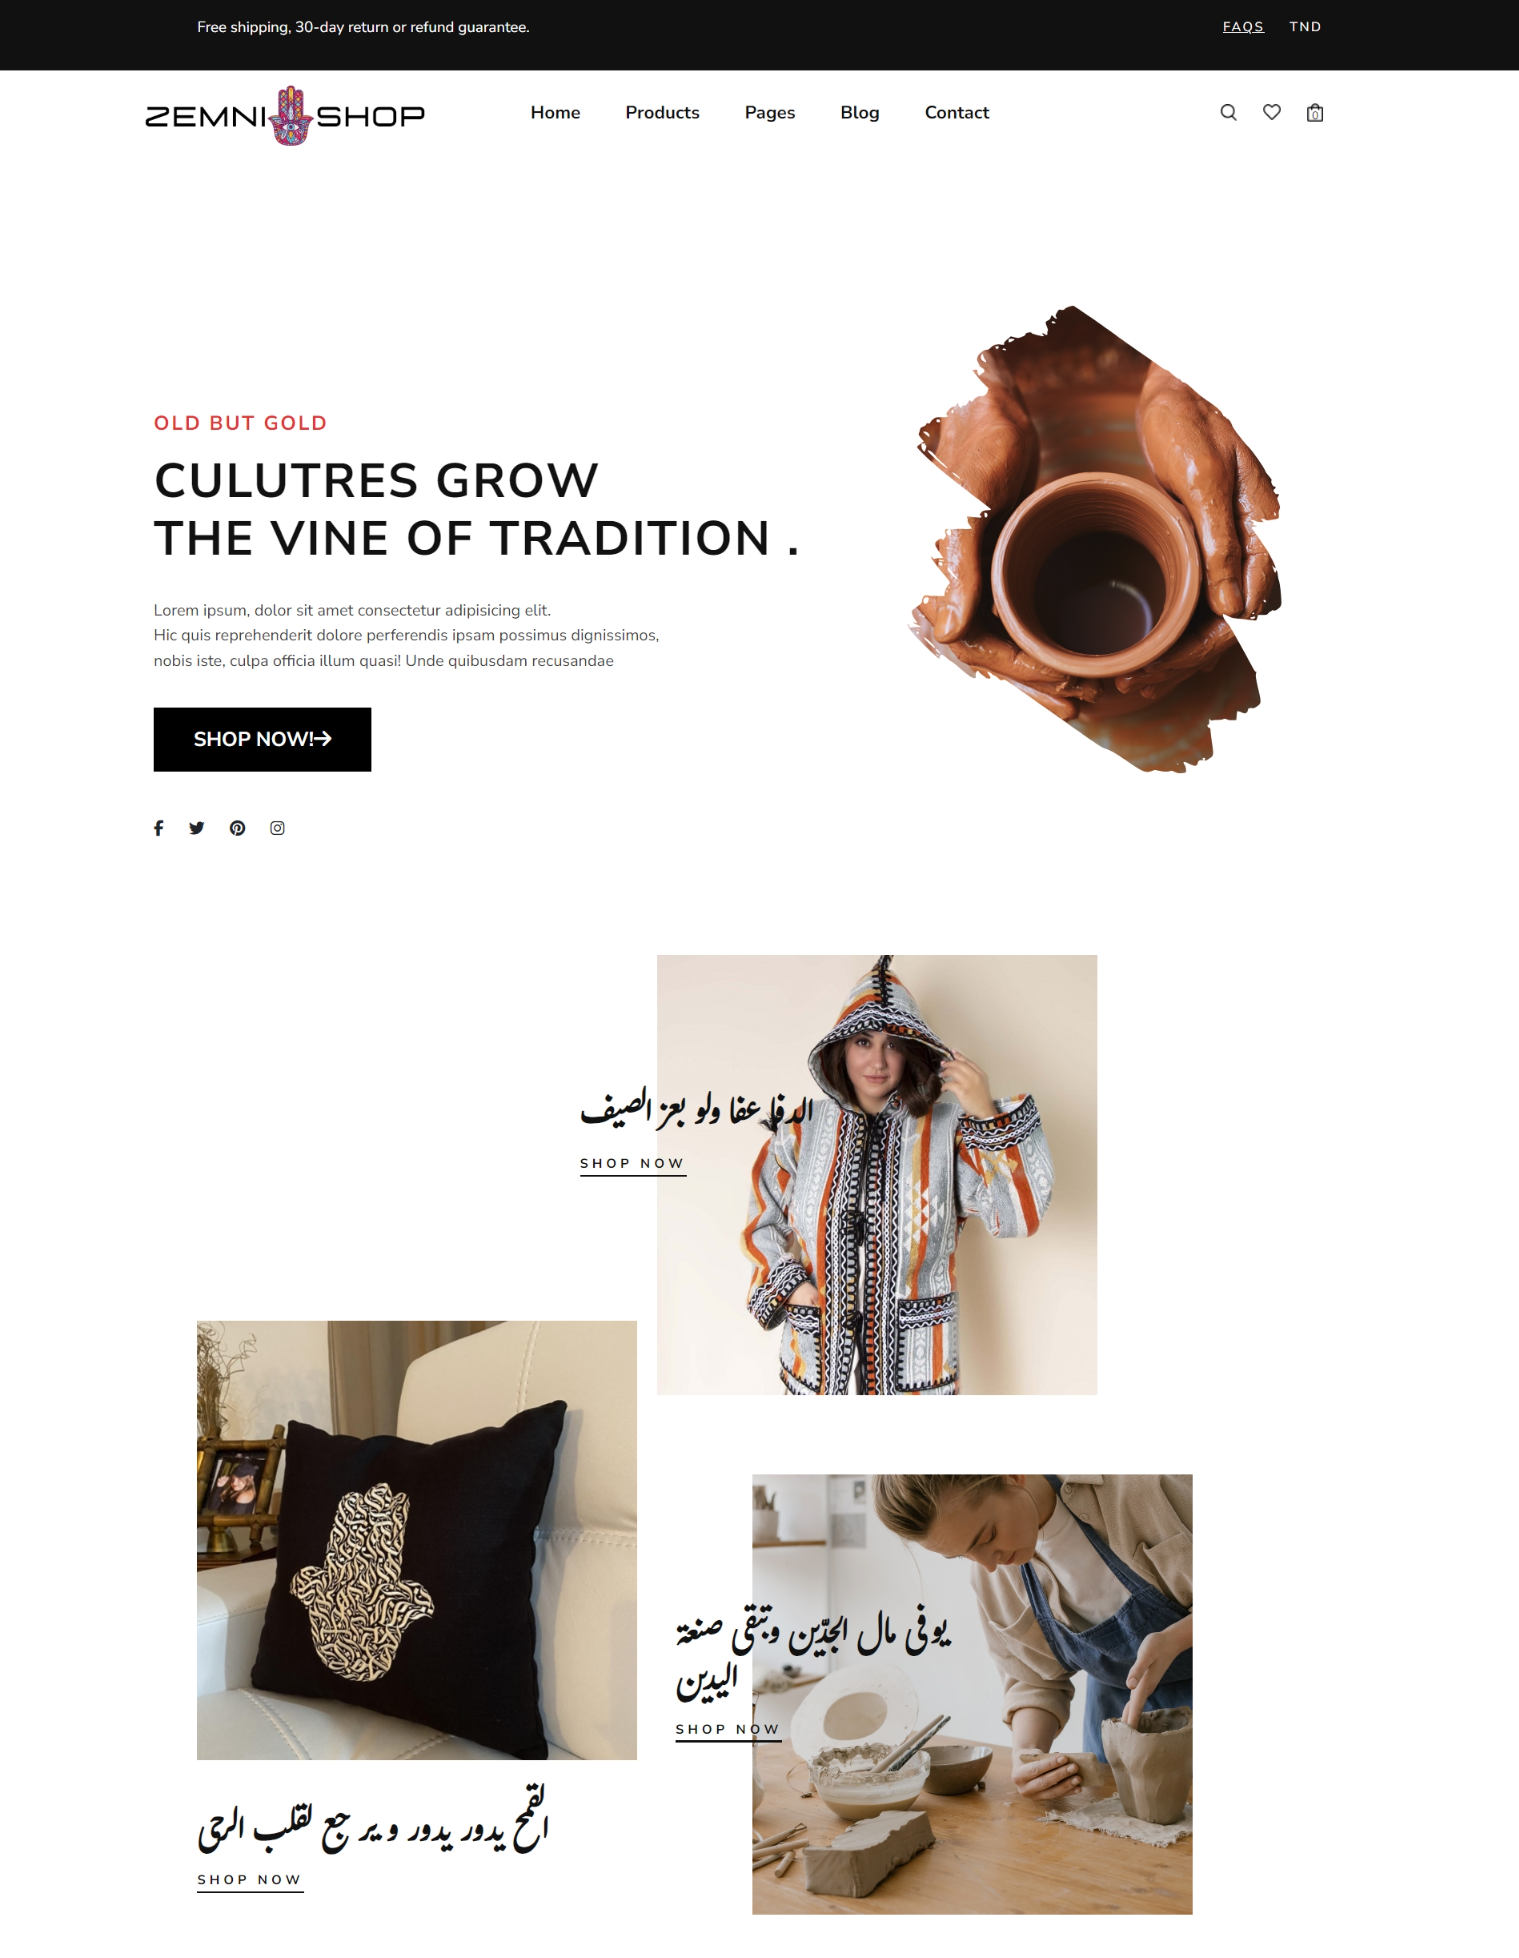 Free shipping, 30-day return or refund guarantee.
FAQS TND
ZEMNI SHOP
Home Products Pages Blog Contact
0
OLD BUT GOLD
CULUTRES GROW
THE VINE OF TRADITION .
Lorem ipsum, dolor sit amet consectetur adipisicing elit.
Hic quis reprehenderit dolore perferendis ipsam possimus dignissimos,
nobis iste, culpa officia illum quasi! Unde quibusdam recusandae
SHOP NOW!
الدفا عفا ولو بعز الصيف
SHOP NOW
يوفى مال الجدّين وتبقى صنعة
اليدين
SHOP NOW
القمح يدور يدور و ير جع لقلب الرحى
SHOP NOW